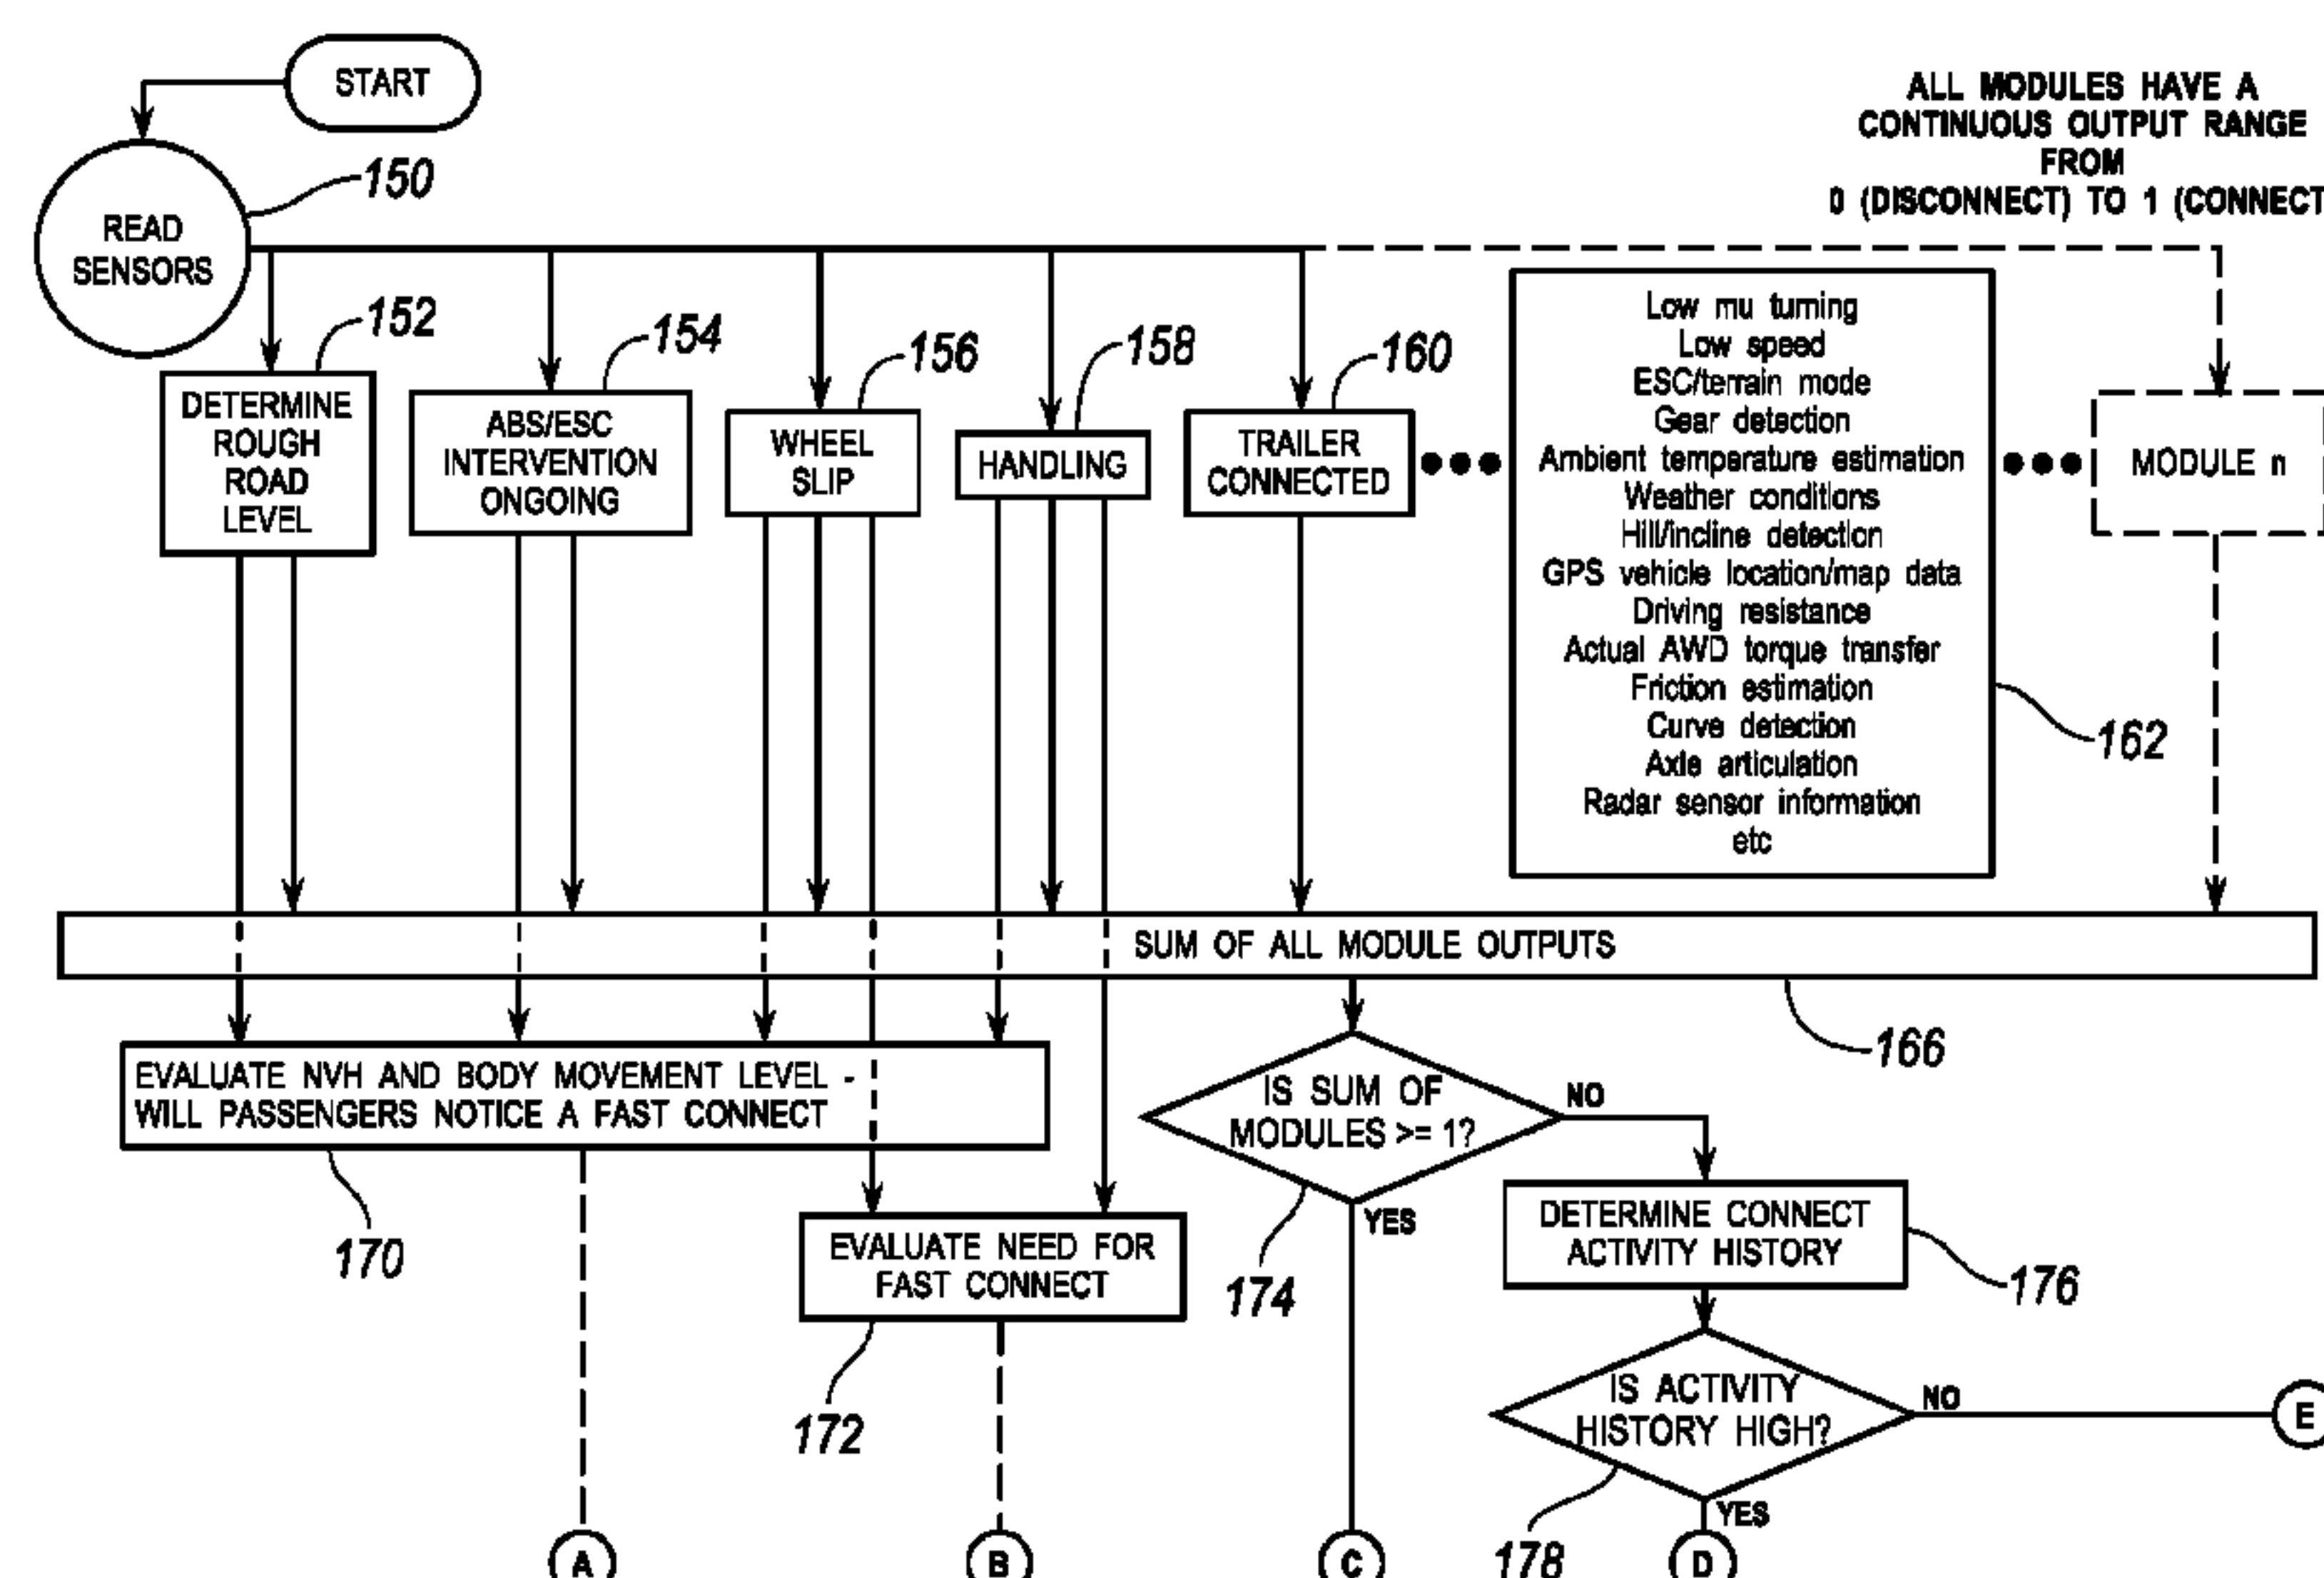 START
ALL MODULES HAVE A
CONTINUOUS OUTPUT RANGE
FROM
0 (DISCONNECT) TO 1 (CONNECT
150
READ
SENSORS
152
154
156
158
160
DETERMINE
ROUGH
ROAD
LEVEL
ABS/ESC
INTERVENTION
ONGOING
WHEEL
SLIP
HANDLING
TRAILER
CONNECTED
Low mu turning
Low speed
ESC/terrain mode
Gear detection
Ambient temperature estimation
Weather conditions
Hill/incline detection
GPS vehicle location/map data
Driving resistance
Actual AWD torque transfer
Friction estimation
Curve detection
Axle articulation
Radar sensor information
etc
MODULE n
162
SUM OF ALL MODULE OUTPUTS
166
EVALUATE NVH AND BODY MOVEMENT LEVEL -
WILL PASSENGERS NOTICE A FAST CONNECT
170
EVALUATE NEED FOR
FAST CONNECT
172
IS SUM OF
MODULES >= 1?
NO
YES
174
DETERMINE CONNECT
ACTIVITY HISTORY
176
IS ACTIVITY
HISTORY HIGH?
NO
E
YES
178
A
B
C
D